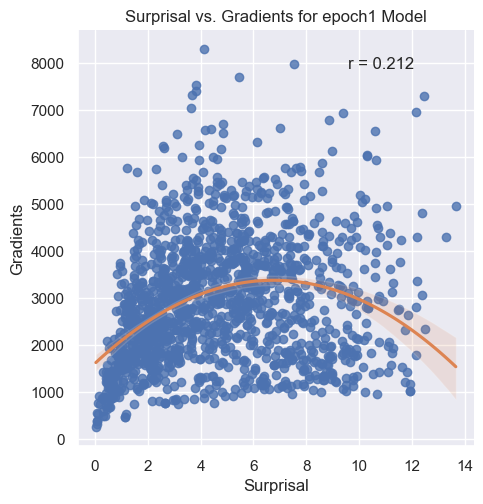 Surprisal vs. Gradients for epoch1 Model
r = 0.212
Gradients
8000
7000
6000
5000
4000
3000
2000
1000
0
0 2 4 6 8 10 12 14
Surprisal